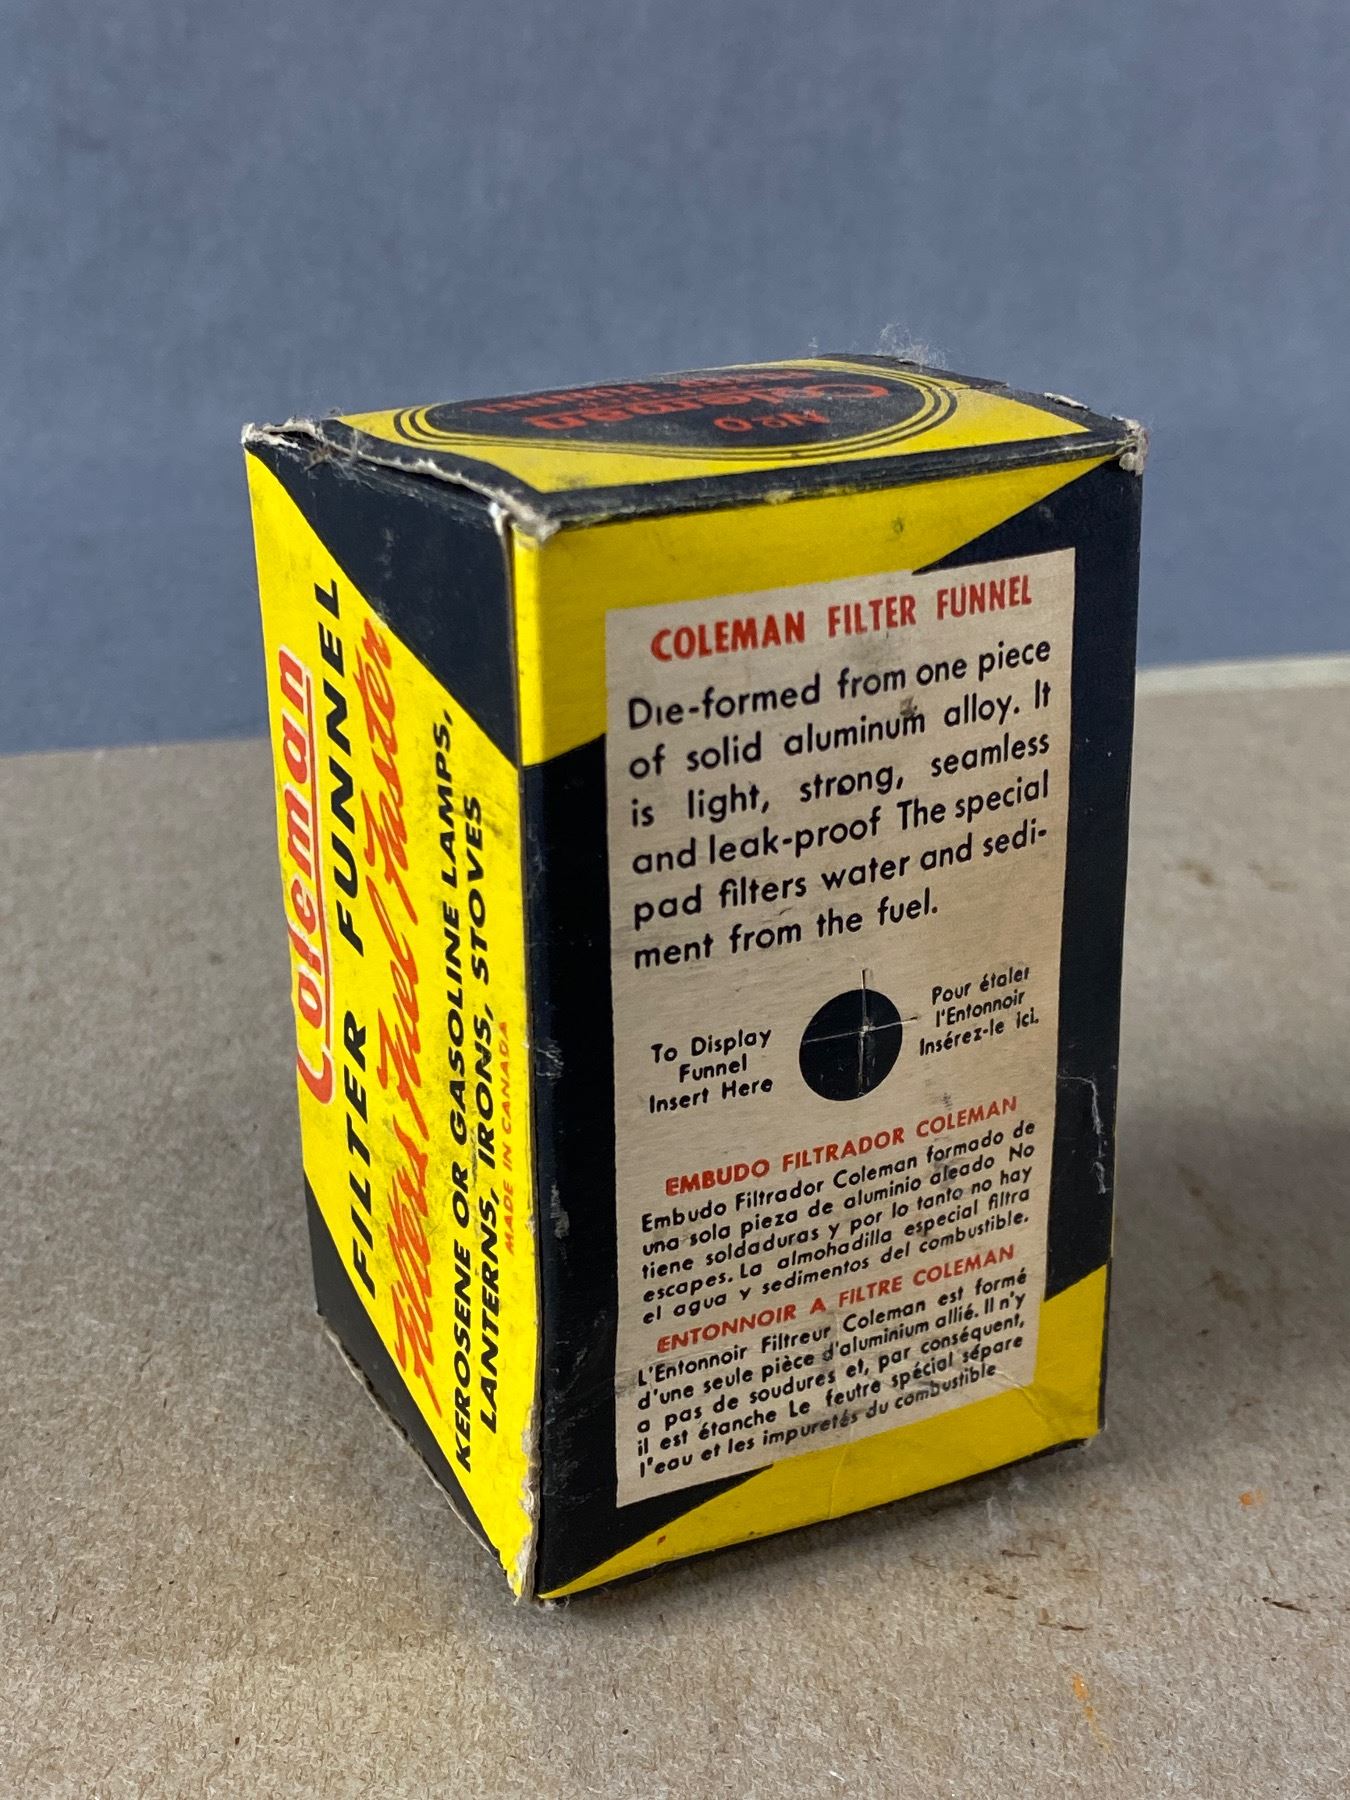 Coleman
No 0
Coleman
FILTER FUNNEL
Filters Fuel Faster
KEROSENE OR GASOLINE LAMPS,
LANTERNS, IRONS, STOVES
MADE IN CANADA
COLEMAN FILTER FUNNEL
Die-formed from one piece
of solid aluminum alloy. It
is light, strong, seamless
and leak-proof The special
pad filters water and sedi-
ment from the fuel.
To Display
Funnel
Insert Here
Pour étaler
l'Entonnoir
Insérez-le ici.
EMBUDO FILTRADOR COLEMAN
Embudo Filtrador Coleman formado de
una sola pieza de aluminio aleado No
tiene soldaduras y por lo tanto no hay
escapes. La almohadilla especial filtra
el agua y sedimentos del combustible.
ENTONNOIR A FILTRE COLEMAN
L'Entonnoir Filtreur Coleman est formé
d'une seule pièce d'aluminium allié. Il n'y
a pas de soudures et, par conséquent,
il est étanche Le feutre spécial sépare
l'eau et les impuretés du combustible